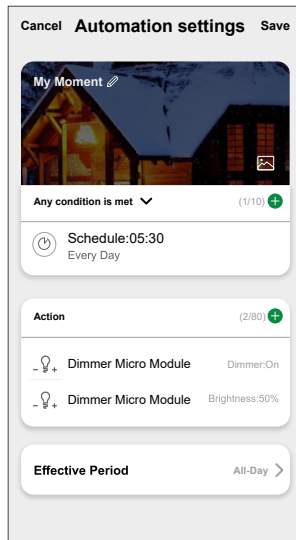 Cancel Automation settings Save
My Moment
Any condition is met (1/10)
Schedule:05:30
Every Day
Action (2/80)
Dimmer Micro Module Dimmer:On
Dimmer Micro Module Brightness:50%
Effective Period All-Day